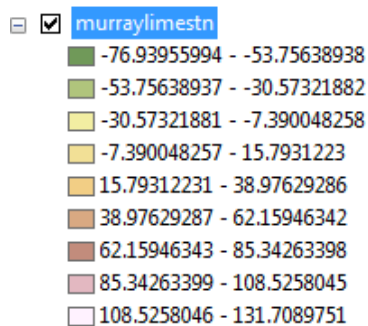 murraylimestn
-76.93955994 - -53.75638938
-53.75638937 - -30.57321882
-30.57321881 - -7.390048258
-7.390048257 - 15.7931223
15.79312231 - 38.97629286
38.97629287 - 62.15946342
62.15946343 - 85.34263398
85.34263399 - 108.5258045
108.5258046 - 131.7089751